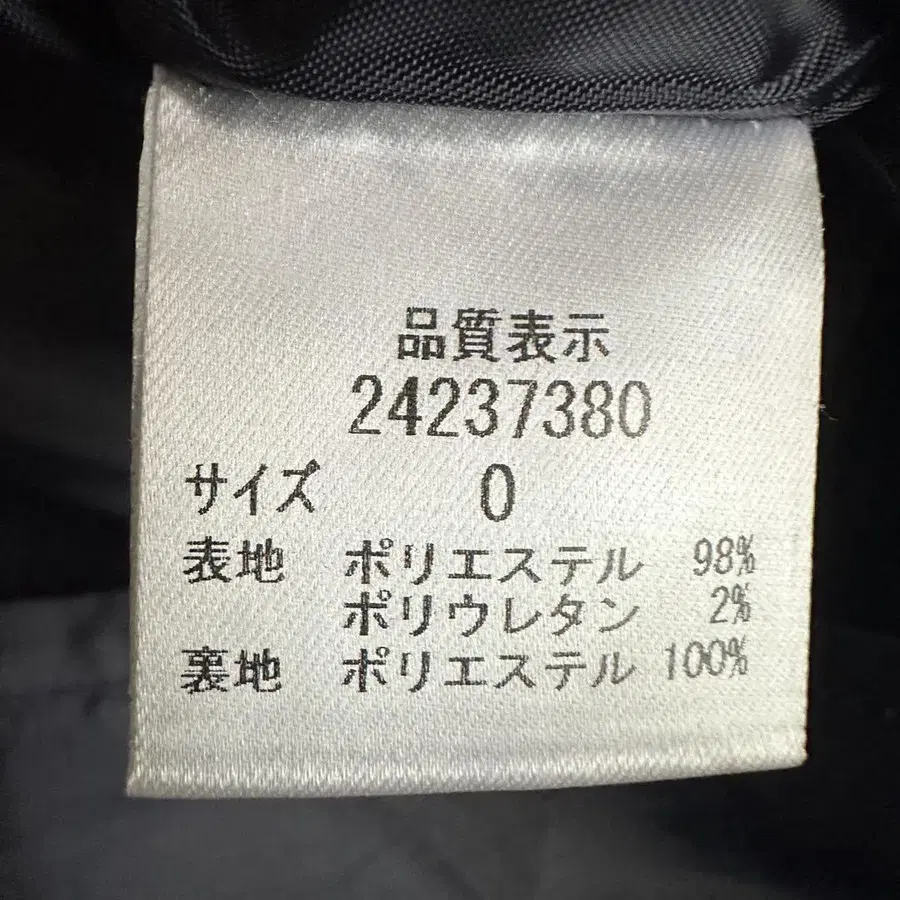 品質表示
24237380
サイズ 0
表地 ポリエステル 98%
ポリウレタン 2%
裏地 ポリエステル 100%